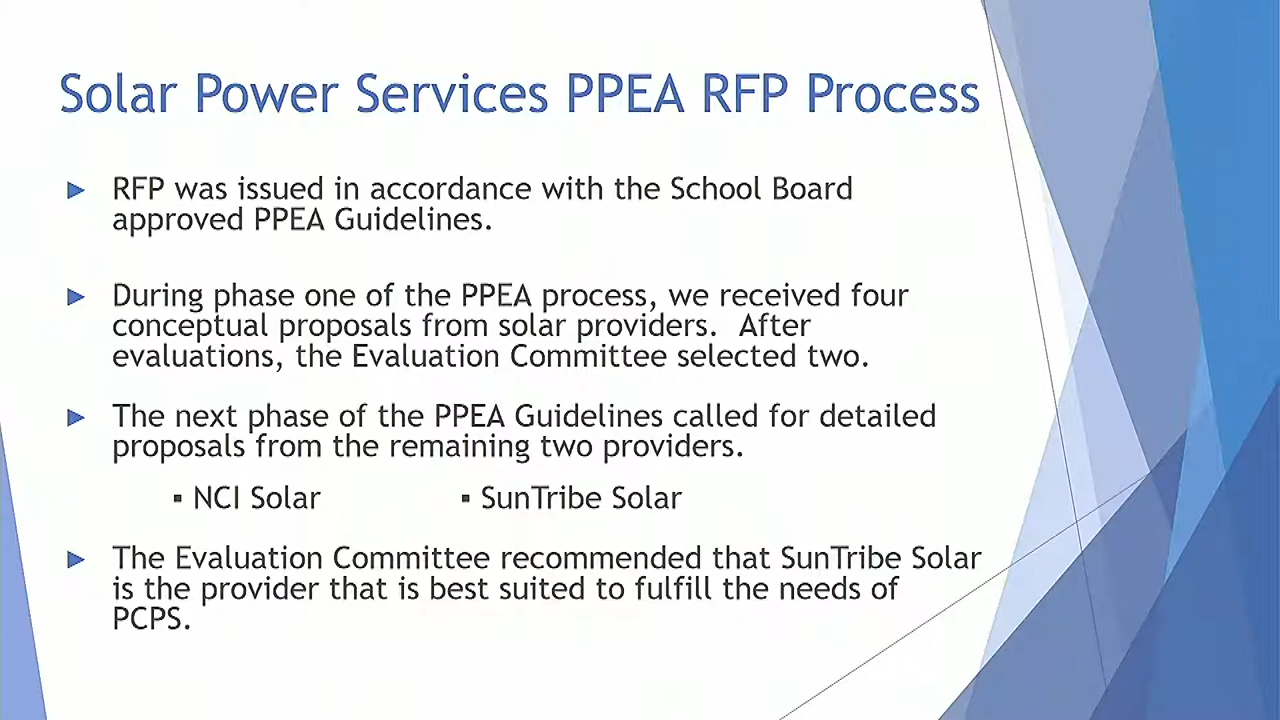 Solar Power Services PPEA RFP Process
► RFP was issued in accordance with the School Board
approved PPEA Guidelines.
► During phase one of the PPEA process, we received four
conceptual proposals from solar providers.  After
evaluations, the Evaluation Committee selected two.
► The next phase of the PPEA Guidelines called for detailed
proposals from the remaining two providers.
▪ NCI Solar ▪ SunTribe Solar
► The Evaluation Committee recommended that SunTribe Solar
is the provider that is best suited to fulfill the needs of
PCPS.